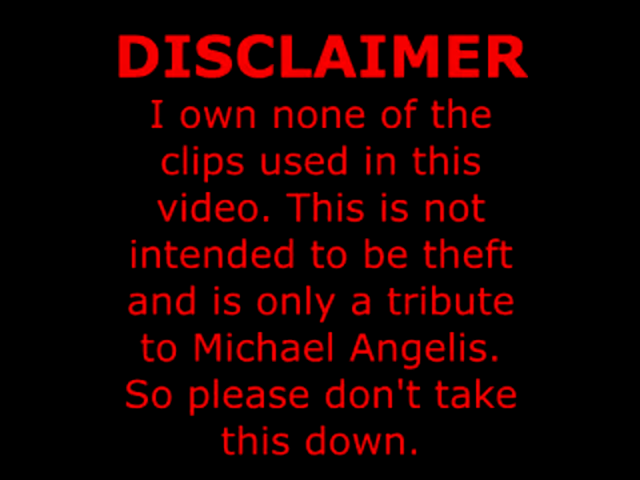 DISCLAIMER
I own none of the
clips used in this
video. This is not
intended to be theft
and is only a tribute
to Michael Angelis.
So please don't take
this down.